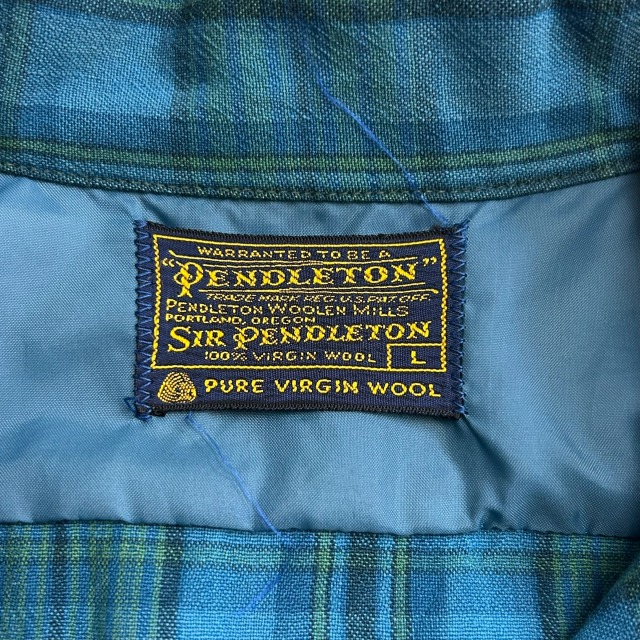 WARRANTED TO BE A
"PENDLETON"
TRADE MARK REG. U.S. PAT. OFF.
PENDLETON WOOLEN MILLS
PORTLAND, OREGON
SIR PENDLETON
100% VIRGIN WOOL L
PURE VIRGIN WOOL